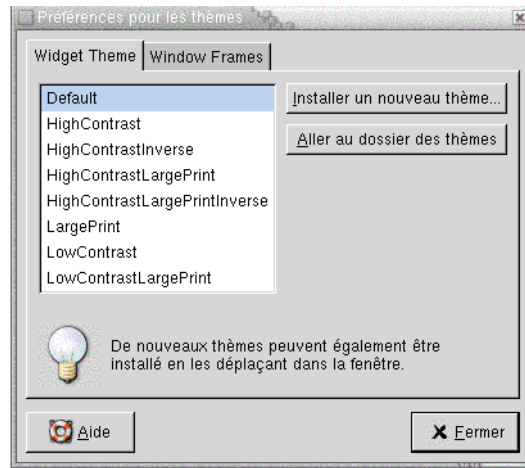 Préférences pour les thèmes
Widget Theme
Window Frames
Default
HighContrast
HighContrastInverse
HighContrastLargePrint
HighContrastLargePrintInverse
LargePrint
LowContrast
LowContrastLargePrint
Installer un nouveau thème...
Aller au dossier des thèmes
De nouveaux thèmes peuvent également être
installé en les déplaçant dans la fenêtre.
Aide
Fermer